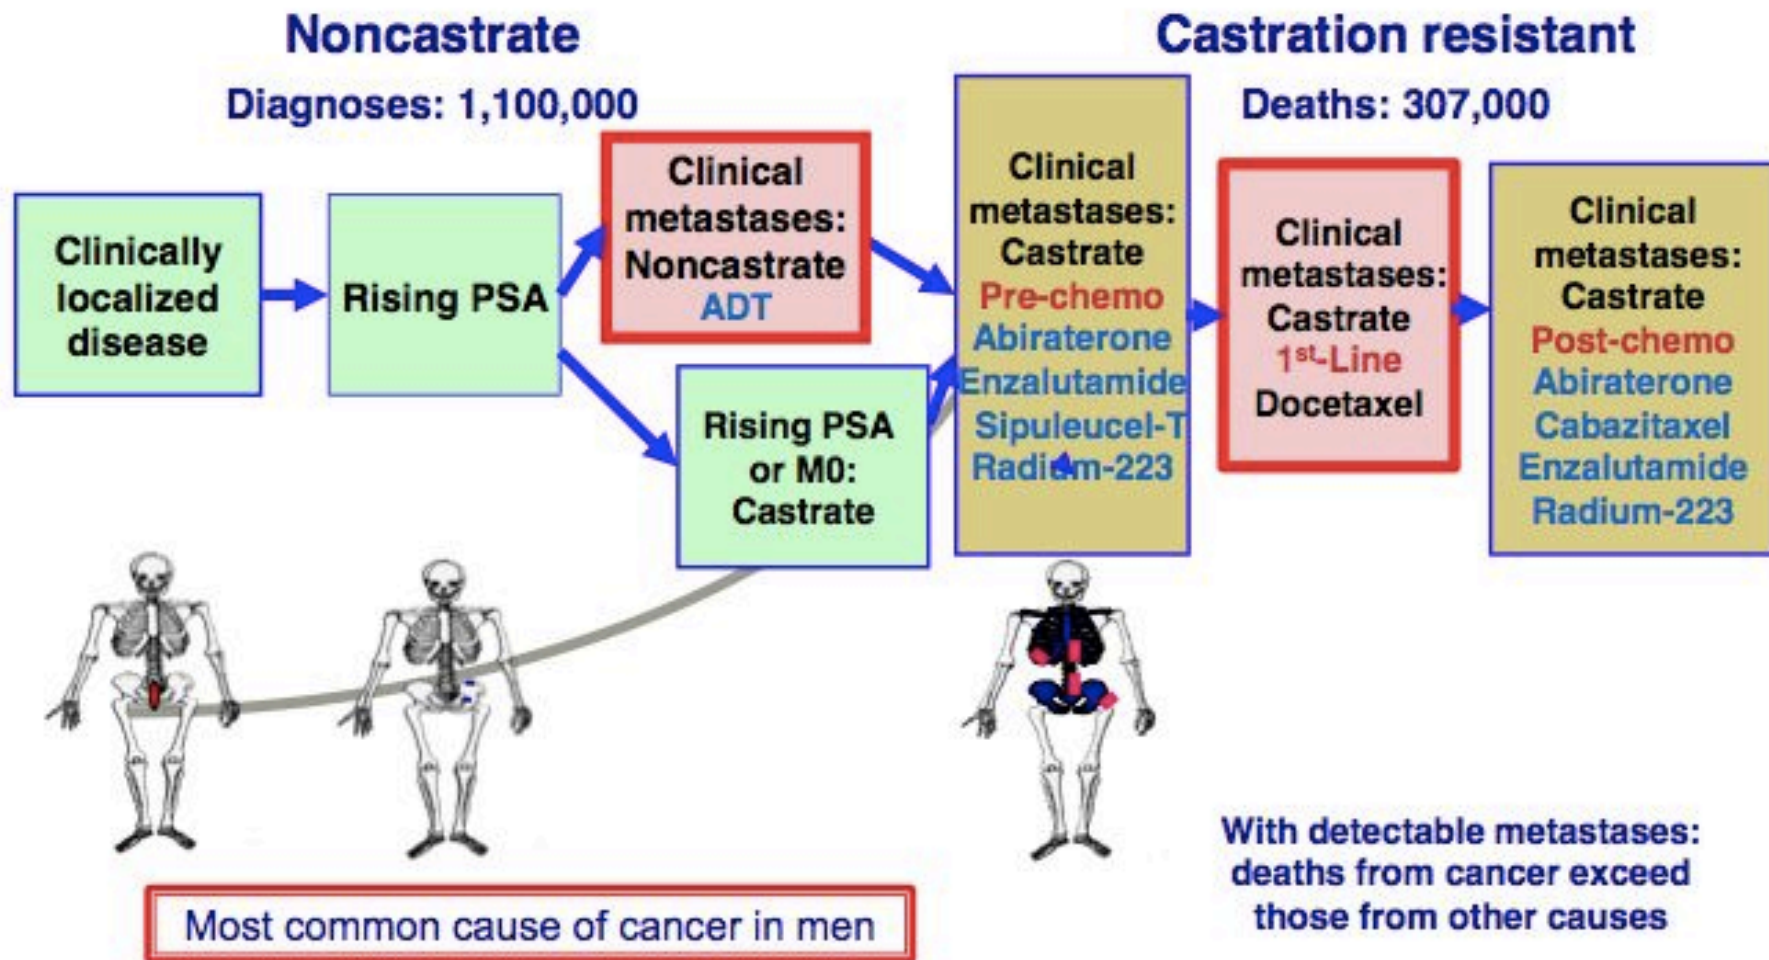 Noncastrate
Diagnoses: 1,100,000
Castration resistant
Deaths: 307,000
Clinically
localized
disease
Rising PSA
Clinical
metastases:
Noncastrate
ADT
Rising PSA
or M0:
Castrate
Clinical
metastases:
Castrate
Pre-chemo
Abiraterone
Enzalutamide
Sipuleucel-T
Radium-223
Clinical
metastases:
Castrate
1st-Line
Docetaxel
Clinical
metastases:
Castrate
Post-chemo
Abiraterone
Cabazitaxel
Enzalutamide
Radium-223
Most common cause of cancer in men
With detectable metastases:
deaths from cancer exceed
those from other causes